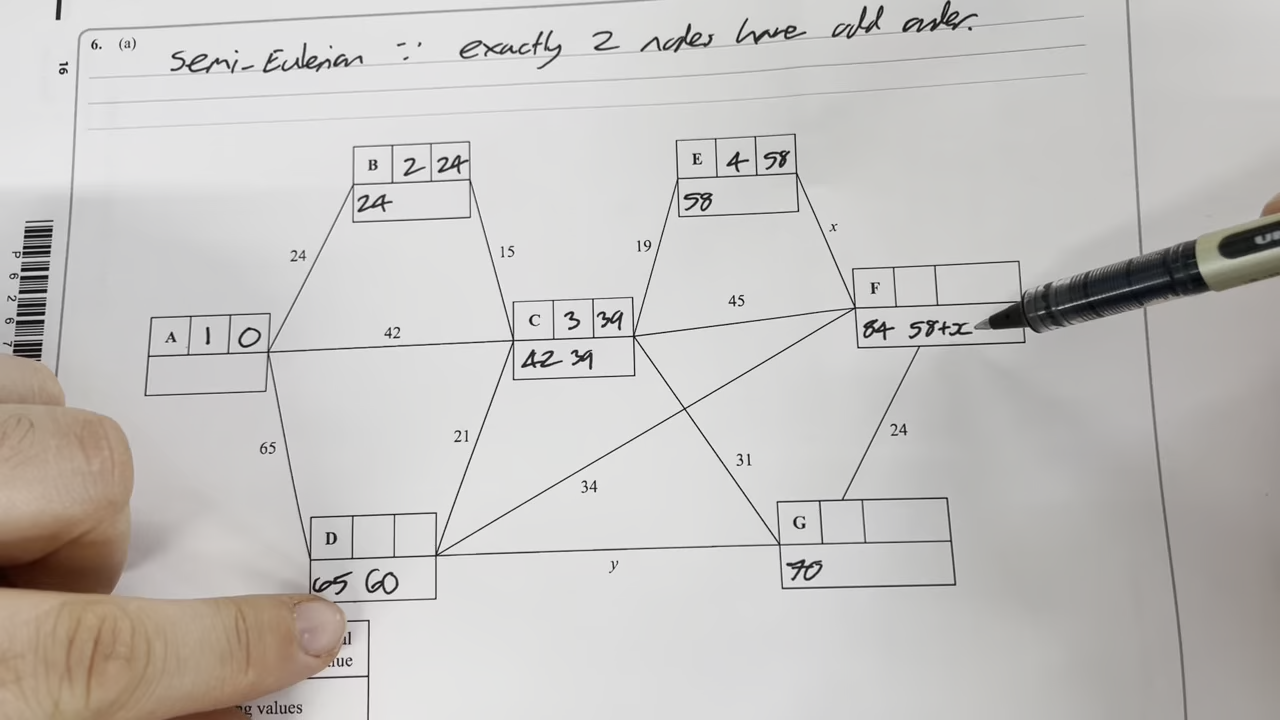 6. (a) Semi-Eulerian ∵ exactly 2 nodes have odd order.
16
P 6 2 6 7
B 2 24
24
E 4 58
58
24
15
19
x
45
F
84 58+x
A 1 0
42
C 3 39
42 39
65
21
34
31
24
D
65 60
y
G
70
ng values